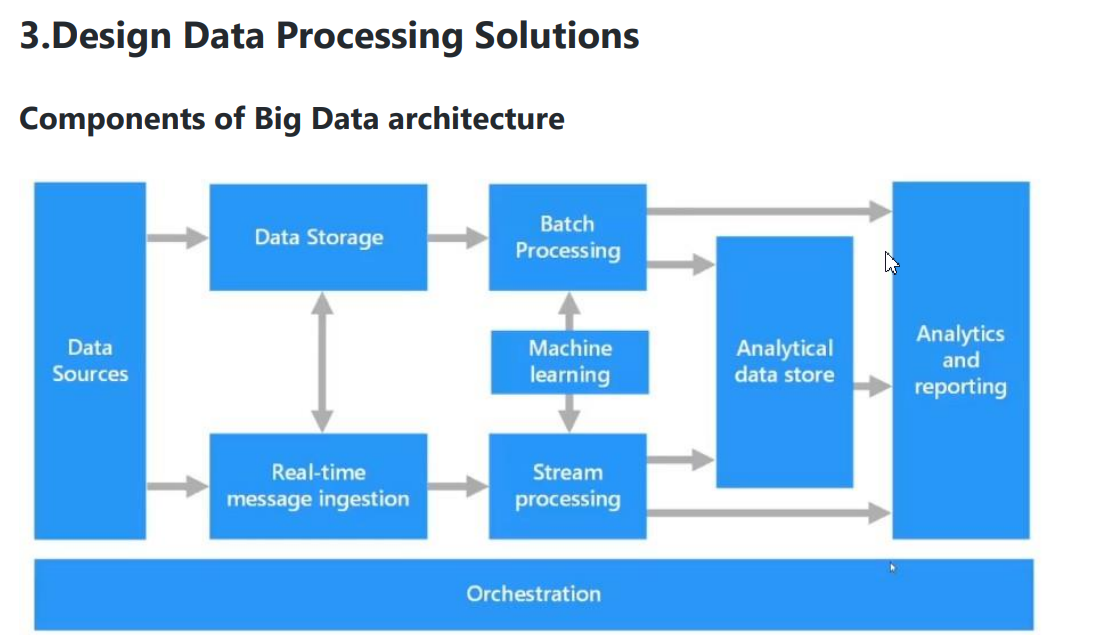 3.Design Data Processing Solutions
Components of Big Data architecture
Data
Sources
Data Storage
Real-time
message ingestion
Batch
Processing
Machine
learning
Stream
processing
Analytical
data store
Analytics
and
reporting
Orchestration